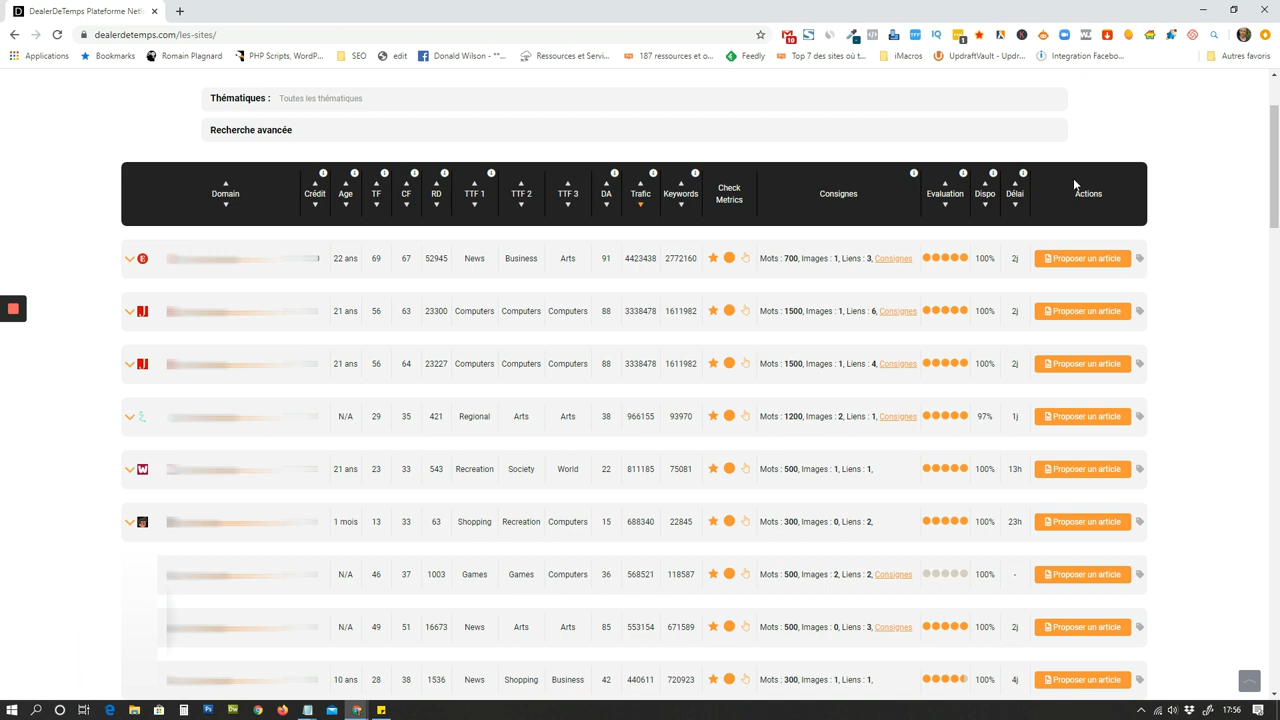 DealerDeTemps Plateforme Netl
dealerdetemps.com/les-sites
Applications Bookmarks Romain Plagnard PHP Scripts, WordP... SEO edit Donald Wilson - **... Ressources et Servi... 187 ressources et o... Feedly Top 7 des sites où t... iMacros UpdraftVault - Updr... Integration Facebo... Autres favoris
Thématiques : Toutes les thématiques
Recherche avancée
Domain Crédit Age TF CF RD TTF 1 TTF 2 TTF 3 DA Trafic Keywords Check Metrics Consignes Evaluation Dispo Délai Actions
22 ans 69 67 52945 News Business Arts 91 4423438 2772160 Mots : 700, Images : 1, Liens : 3, Consignes 100% 2j Proposer un article
21 ans 56 65 23300 Computers Computers Computers 88 3338478 1611982 Mots : 1500, Images : 1, Liens : 6, Consignes 100% 2j Proposer un article
21 ans 56 64 23227 Computers Computers Computers 88 3338478 1611982 Mots : 1500, Images : 1, Liens : 4, Consignes 100% 2j Proposer un article
N/A 29 35 421 Regional Arts Arts 38 966155 93970 Mots : 1200, Images : 2, Liens : 1, Consignes 97% 1j Proposer un article
21 ans 23 33 543 Recreation Society World 22 811185 75081 Mots : 500, Images : 1, Liens : 1, 100% 13h Proposer un article
1 mois 13 31 63 Shopping Recreation Computers 15 688340 22845 Mots : 300, Images : 0, Liens : 2, 100% 23h Proposer un article
N/A 46 37 1003 Games Games Computers 36 568521 118587 Mots : 500, Images : 2, Liens : 2, Consignes 100% - Proposer un article
N/A 49 51 16673 News Arts Arts 85 553154 671589 Mots : 500, Images : 0, Liens : 3, Consignes 100% 2j Proposer un article
10 ans 28 38 1536 News Shopping Business 42 440611 720923 Mots : 300, Images : 1, Liens : 1, 100% 4j Proposer un article
17:56